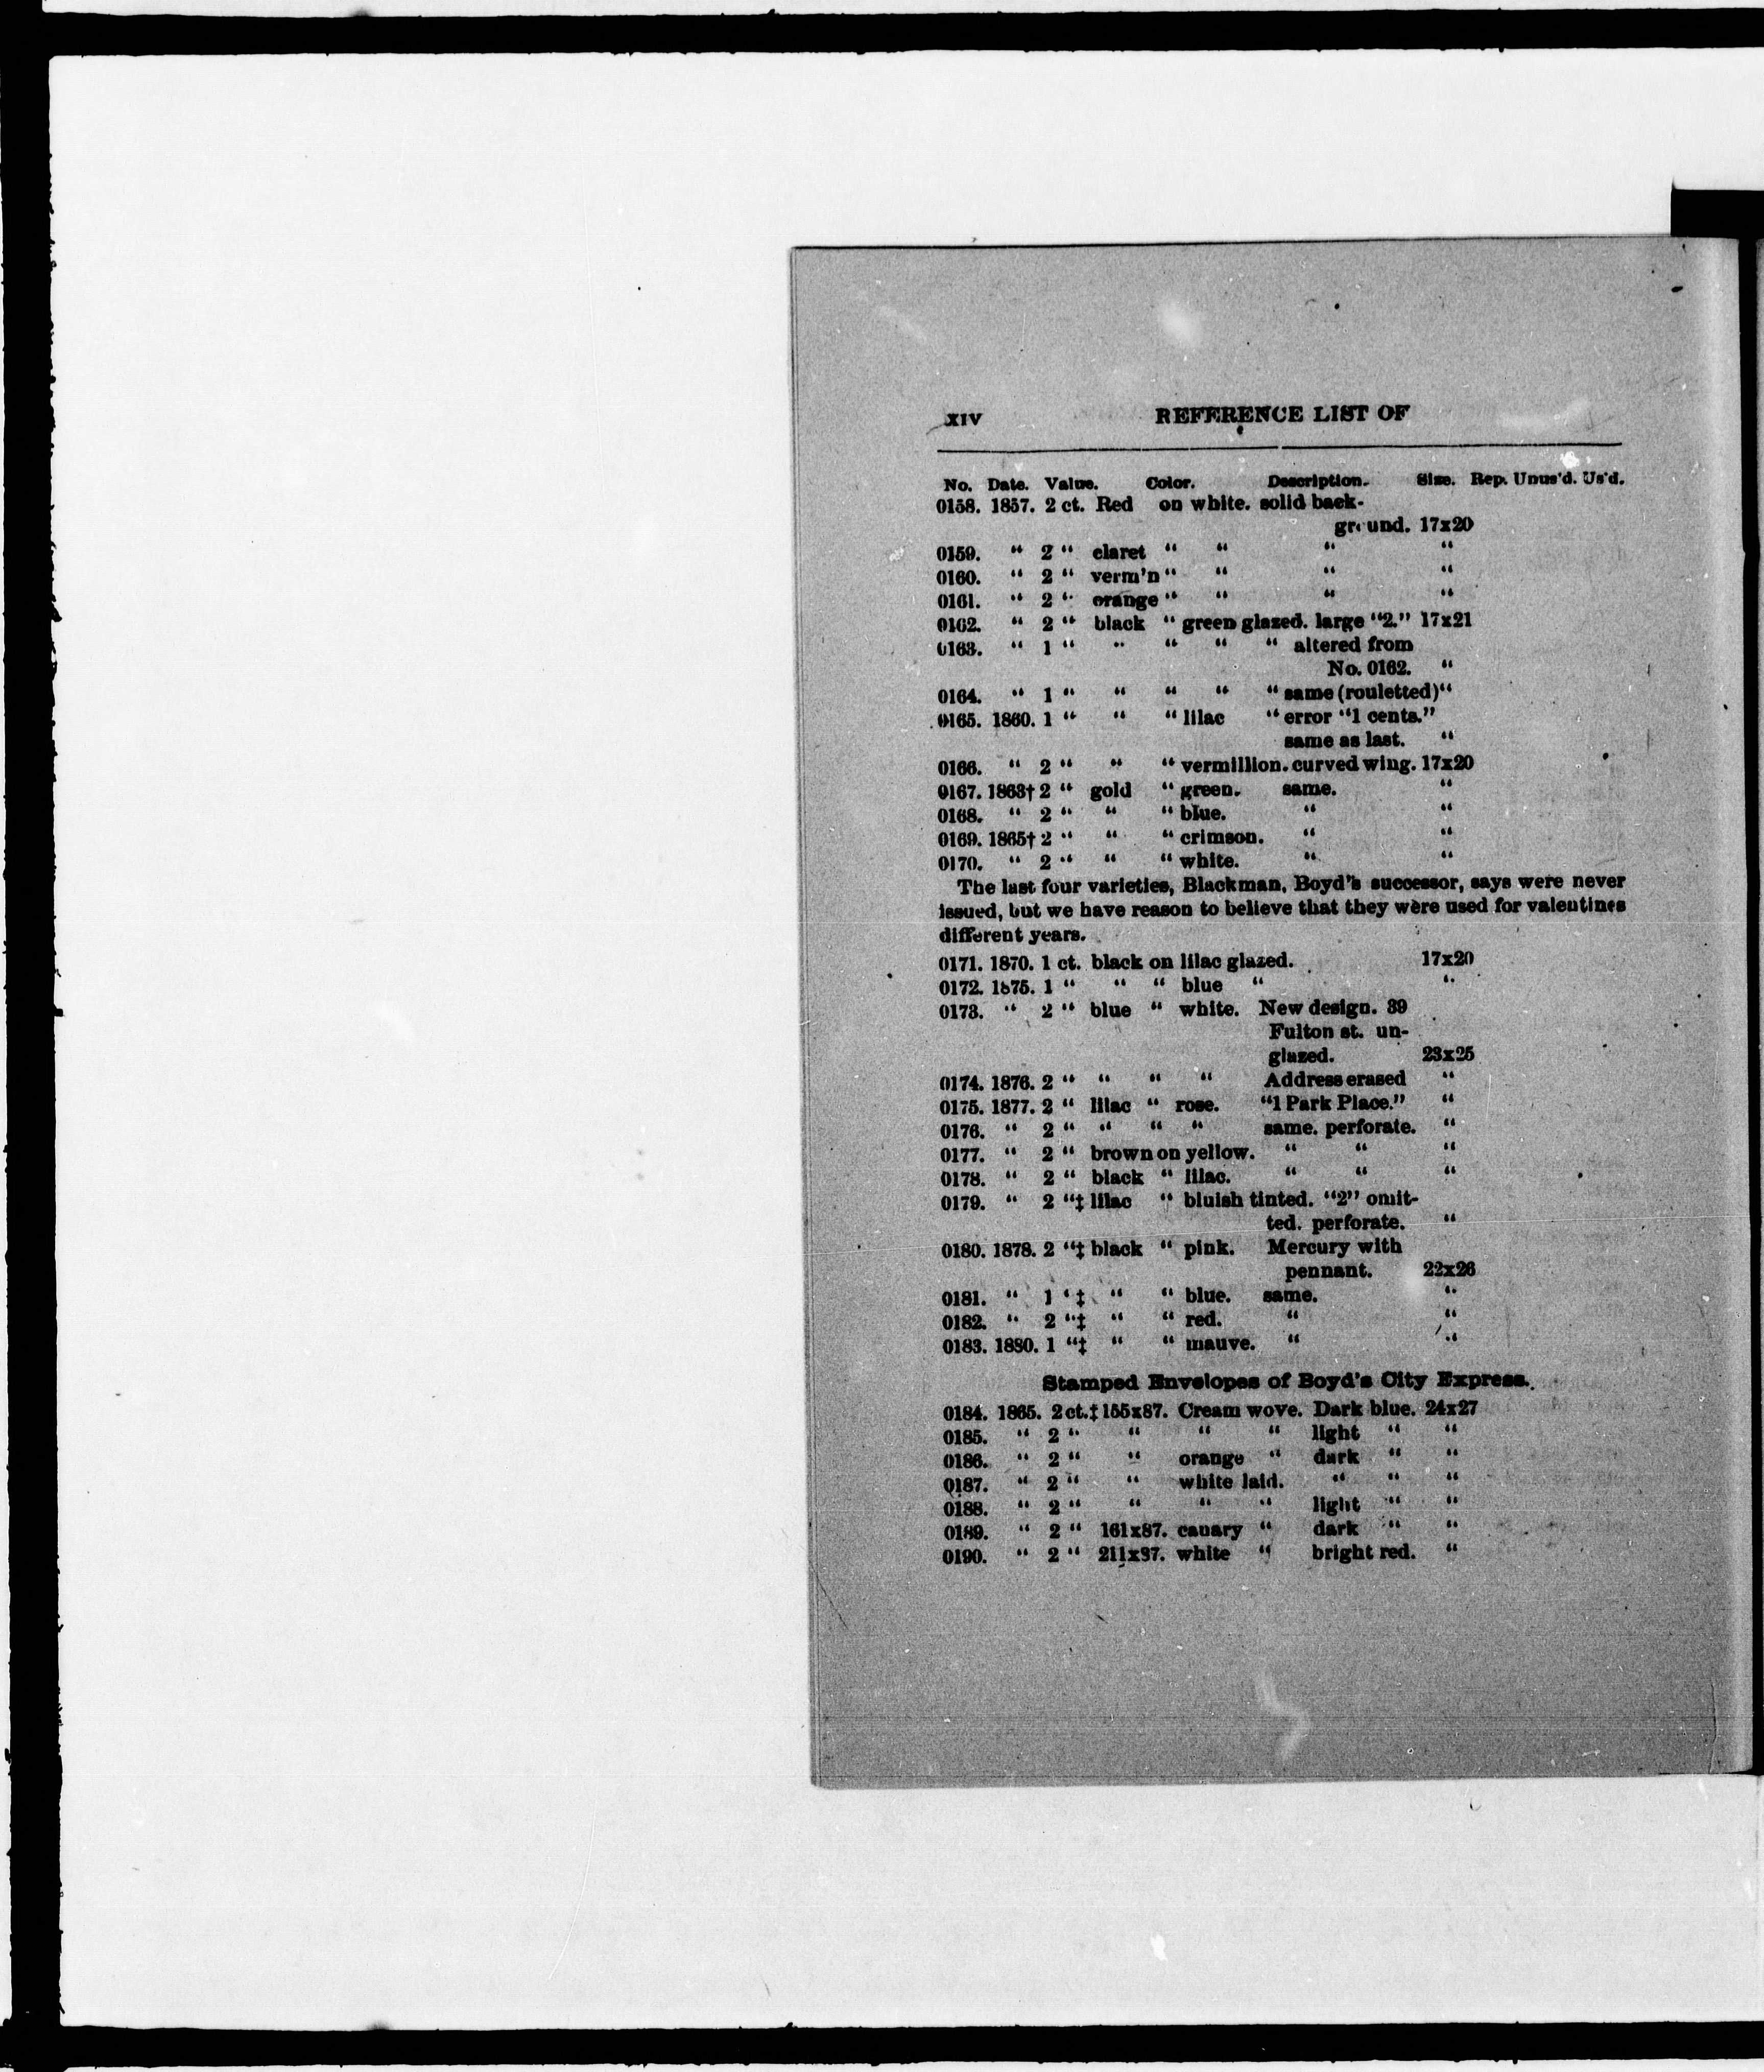 XIV REFERENCE LIST OF
No. Date. Value. Color. Description. Size. Rep. Unus'd. Us'd.
0158. 1857. 2 ct. Red on white. solid back-
ground. 17x20
0159. “ 2 “ claret “ “ “ “
0160. “ 2 “ verm'n “ “ “ “
0161. “ 2 “ orange “ “ “ “
0162. “ 2 “ black “ green glazed. large “2.” 17x21
0163. “ 1 “ “ “ “ “ altered from
No. 0162. “
0164. “ 1 “ “ “ “ “ same (rouletted) “
0165. 1860. 1 “ “ “ lilac “ error “1 cents.”
same as last. “
0166. “ 2 “ “ “ vermillion. curved wing. 17x20
0167. 1863† 2 “ gold “ green. same. “
0168. “ 2 “ “ “ blue. “ “
0169. 1865† 2 “ “ “ crimson. “ “
0170. “ 2 “ “ “ white. “ “
The last four varieties, Blackman, Boyd's successor, says were never
issued, but we have reason to believe that they were used for valentines
different years.
0171. 1870. 1 ct. black on lilac glazed. 17x20
0172. 1875. 1 “ “ “ blue “ “
0173. “ 2 “ blue “ white. New design. 39
Fulton st. un-
glazed. 23x25
0174. 1876. 2 “ “ “ “ Address erased “
0175. 1877. 2 “ lilac “ rose. “1 Park Place.” “
0176. “ 2 “ “ “ “ same. perforate. “
0177. “ 2 “ brown on yellow. “ “ “
0178. “ 2 “ black “ lilac. “ “ “
0179. “ 2 “‡ lilac “ bluish tinted. “2” omit-
ted. perforate. “
0180. 1878. 2 “‡ black “ pink. Mercury with
pennant. 22x26
0181. “ 1 “‡ “ “ blue. same. “
0182. “ 2 “‡ “ “ red. “ “
0183. 1880. 1 “‡ “ “ mauve. “ “
Stamped Envelopes of Boyd's City Express.
0184. 1865. 2 ct.‡ 155x87. Cream wove. Dark blue. 24x27
0185. “ 2 “ “ “ “ light “ “
0186. “ 2 “ “ orange “ dark “ “
0187. “ 2 “ “ white laid. “ “ “
0188. “ 2 “ “ “ “ light “ “
0189. “ 2 “ 161x87. canary “ dark “ “
0190. “ 2 “ 211x97. white “ bright red. “